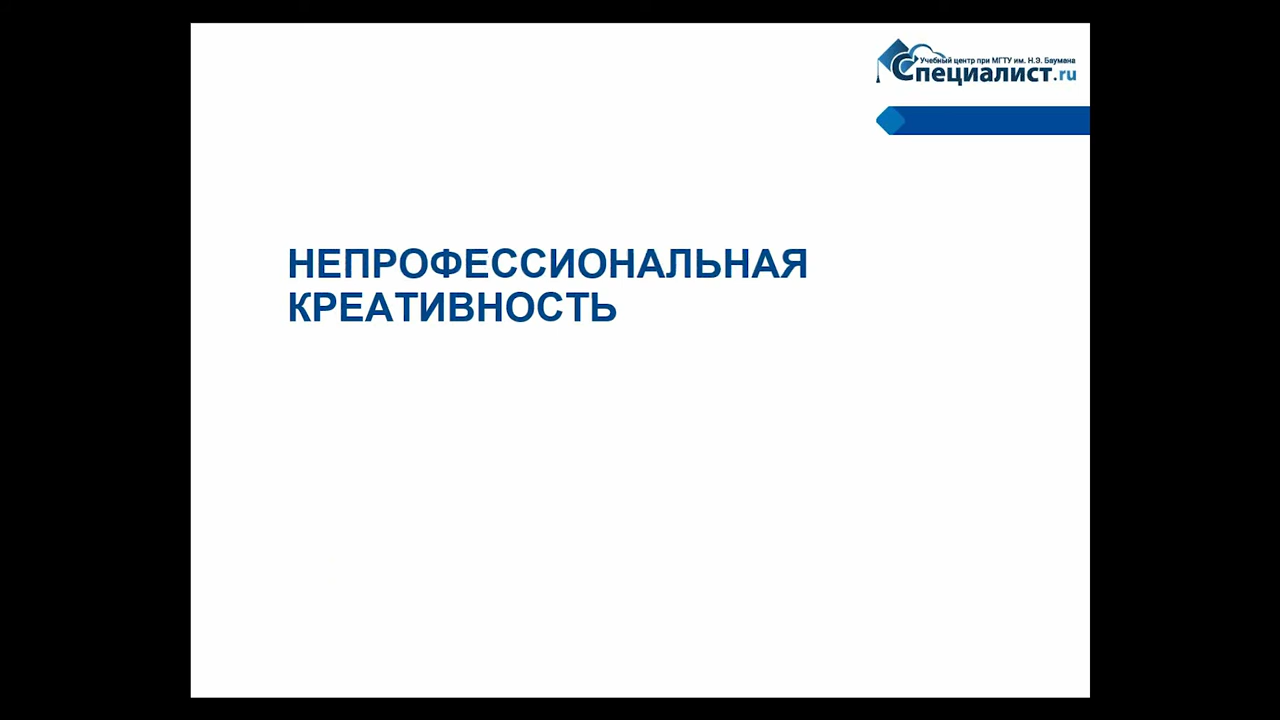 Учебный центр при МГТУ им. Н.Э. Баумана
Специалист.ru
НЕПРОФЕССИОНАЛЬНАЯ
КРЕАТИВНОСТЬ